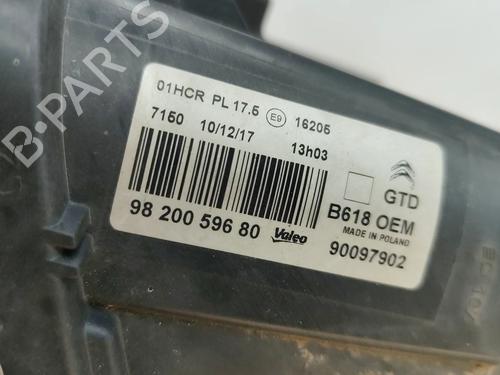 01HCR PL 17.5 E9 16205
7150 10/12/17 13h03
GTD
B618 OEM
MADE IN POLAND
98 200 596 80 Valeo 90097902
B-PARTS